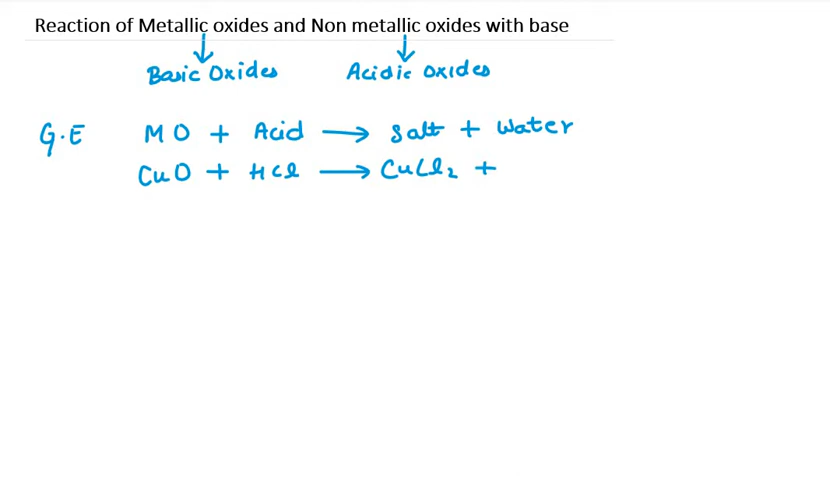 Reaction of Metallic oxides and Non metallic oxides with base
Basic Oxides Acidic Oxides
G.E MO + Acid → Salt + Water
CuO + HCl → CuCl₂ +